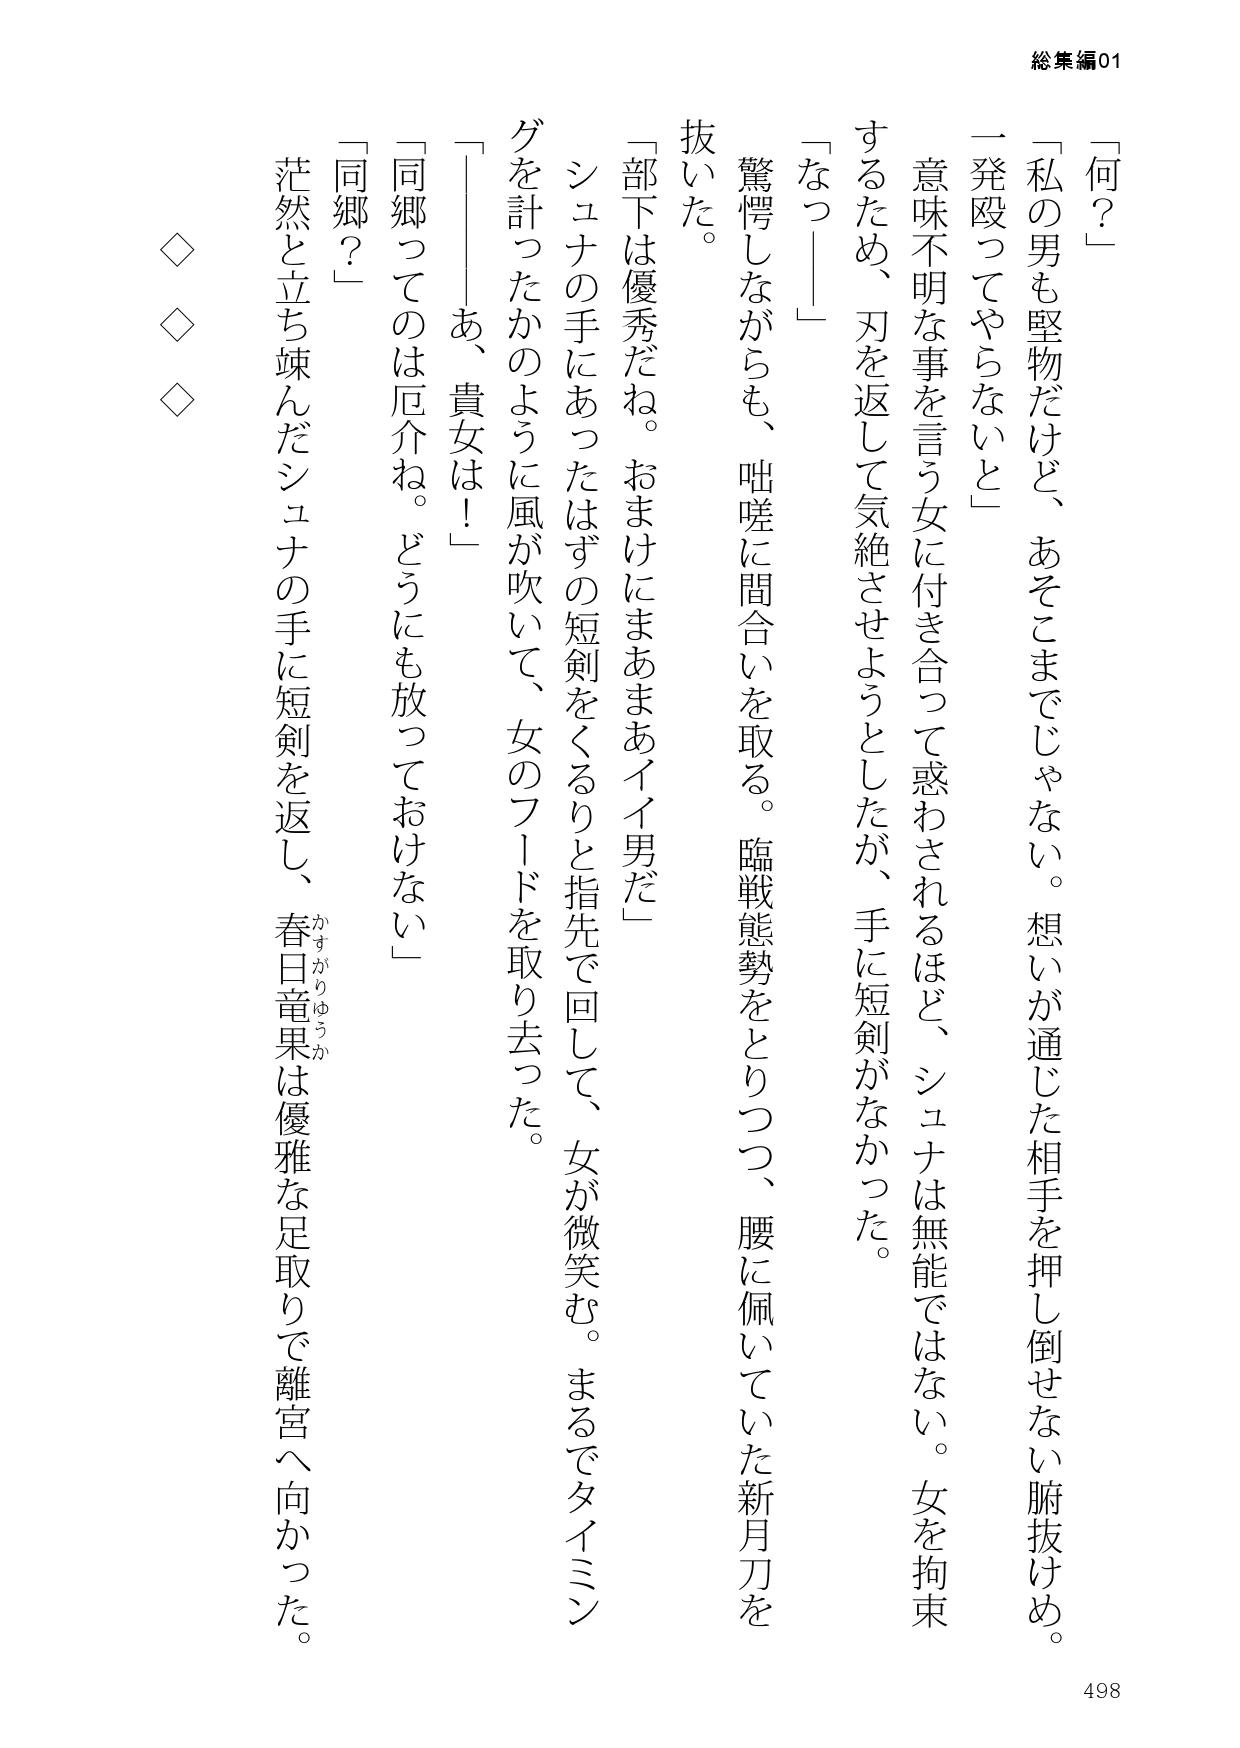 総集編01
「何？」
「私の男も堅物だけど、あそこまでじゃない。想いが通じた相手を押し倒せない腑抜けめ。
一発殴ってやらないと」
　意味不明な事を言う女に付き合って惑わされるほど、シュナは無能ではない。女を拘束
するため、刃を返して気絶させようとしたが、手に短剣がなかった。
「なっ――」
　驚愕しながらも、咄嗟に間合いを取る。臨戦態勢をとりつつ、腰に佩いていた新月刀を
抜いた。
「部下は優秀だね。おまけにまあまあイイ男だ」
　シュナの手にあったはずの短剣をくるりと指先で回して、女が微笑む。まるでタイミン
グを計ったかのように風が吹いて、女のフードを取り去った。
「――――あ、貴女は！」
「同郷ってのは厄介ね。どうにも放っておけない」
「同郷？」
　茫然と立ち竦んだシュナの手に短剣を返し、春日竜果は優雅な足取りで離宮へ向かった。
かすがりゆうか
◇　◇　◇
498